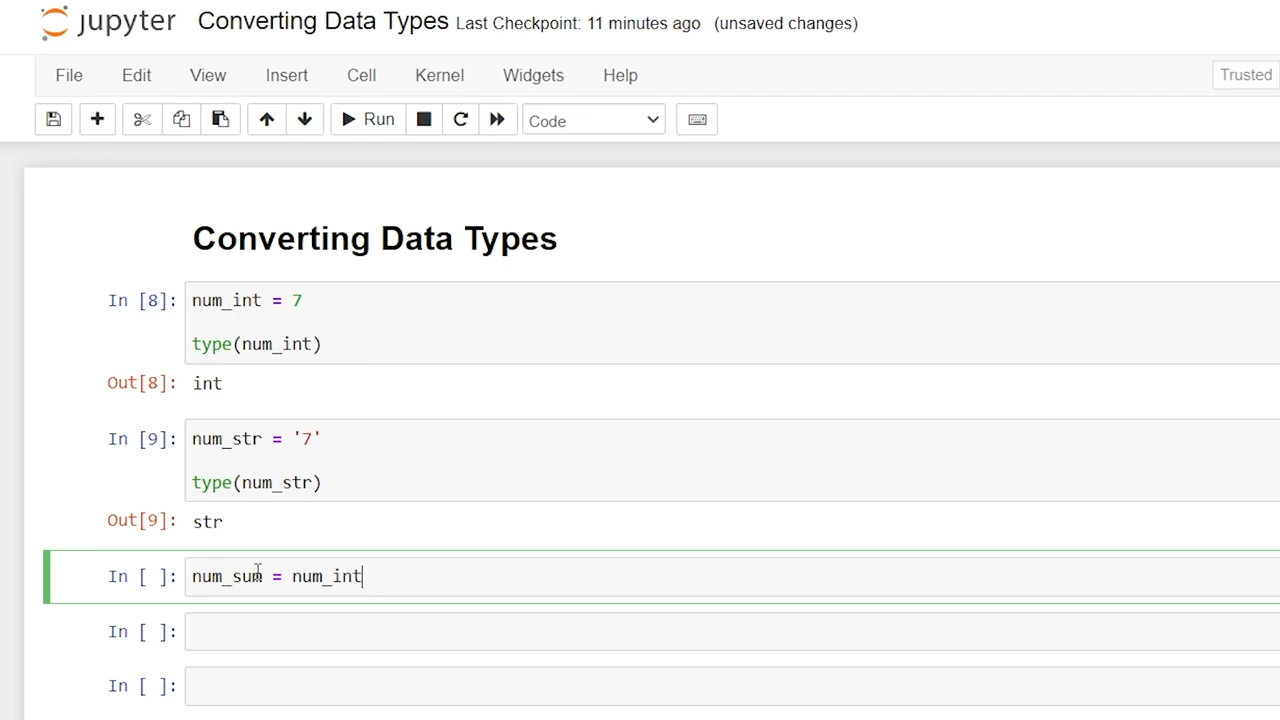 jupyter Converting Data Types Last Checkpoint: 11 minutes ago (unsaved changes)
File Edit View Insert Cell Kernel Widgets Help Trusted
Run Code
Converting Data Types
In [8]: num_int = 7
type(num_int)
Out[8]: int
In [9]: num_str = '7'
type(num_str)
Out[9]: str
In [ ]: num_sum = num_int
In [ ]:
In [ ]: